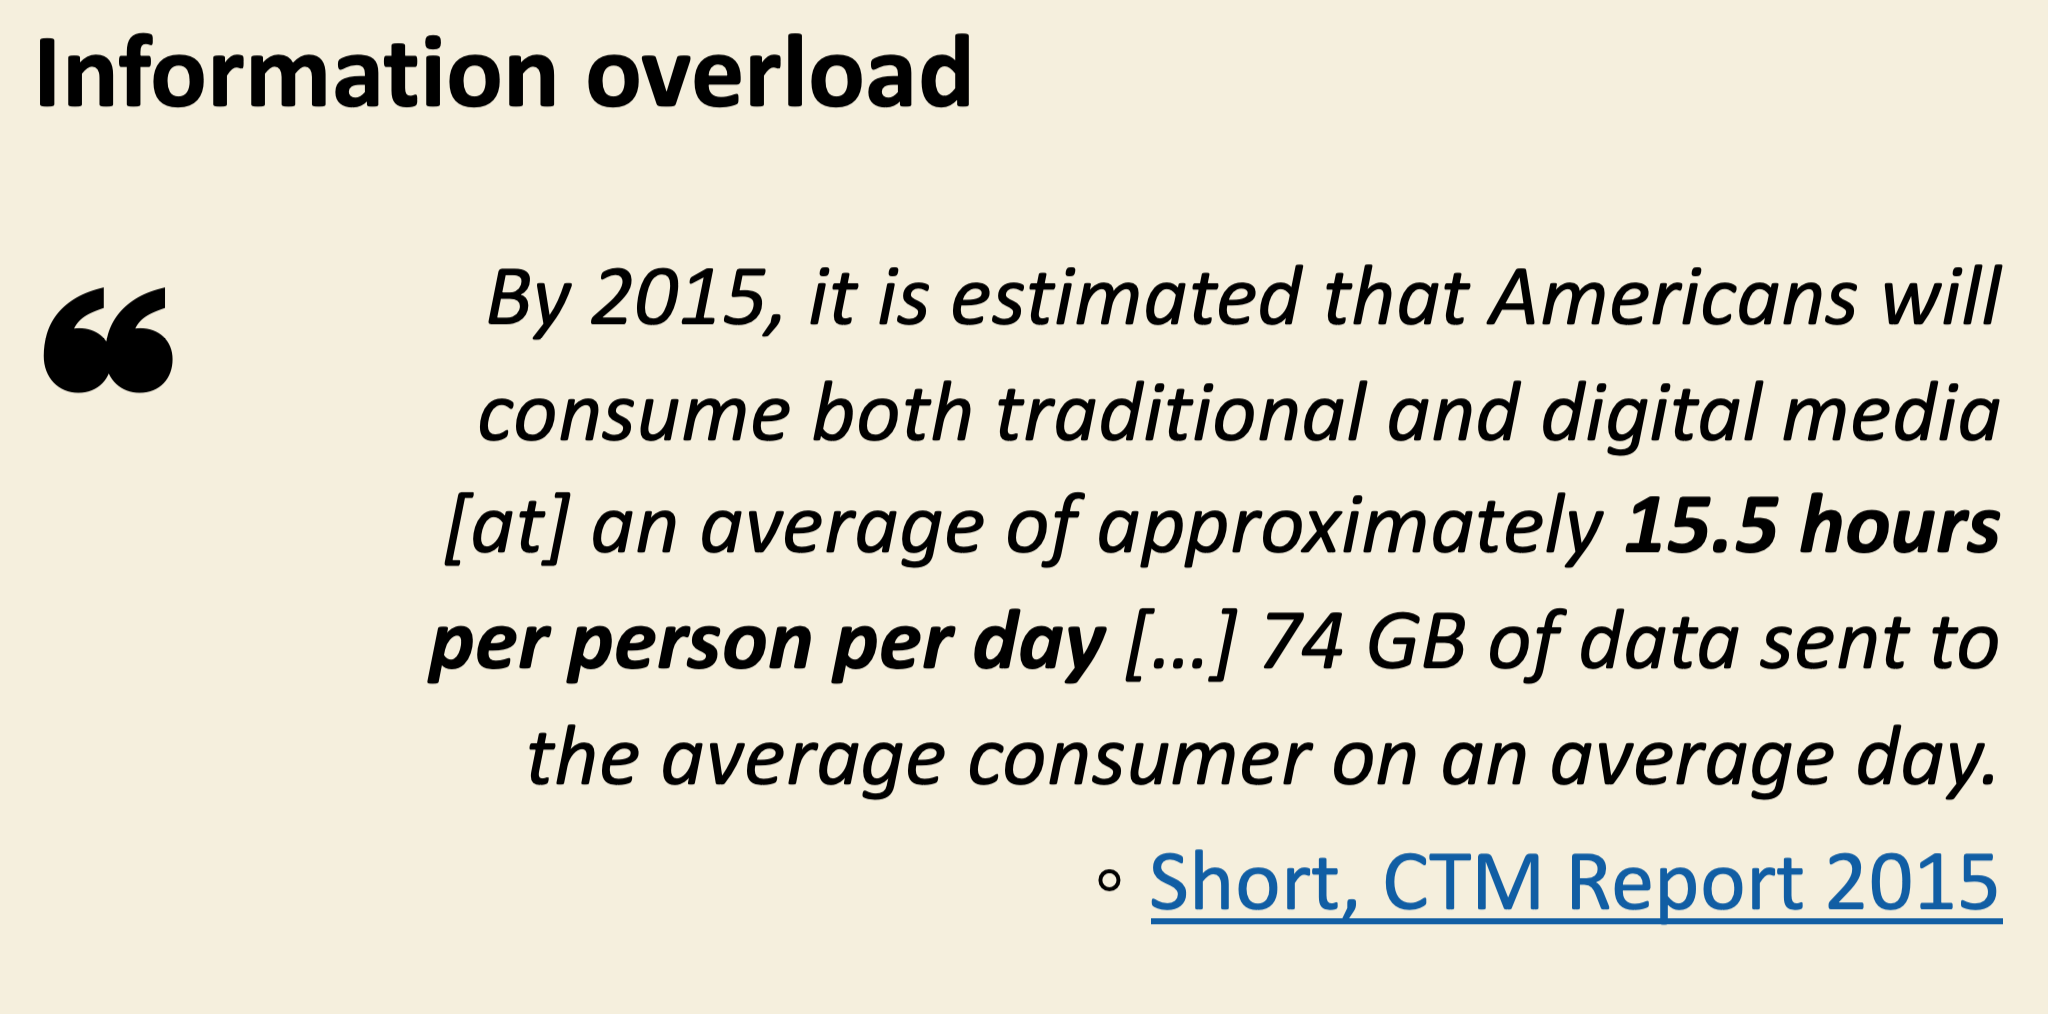 Information overload
❝
By 2015, it is estimated that Americans will
consume both traditional and digital media
[at] an average of approximately 15.5 hours
per person per day […] 74 GB of data sent to
the average consumer on an average day.
◦ Short, CTM Report 2015